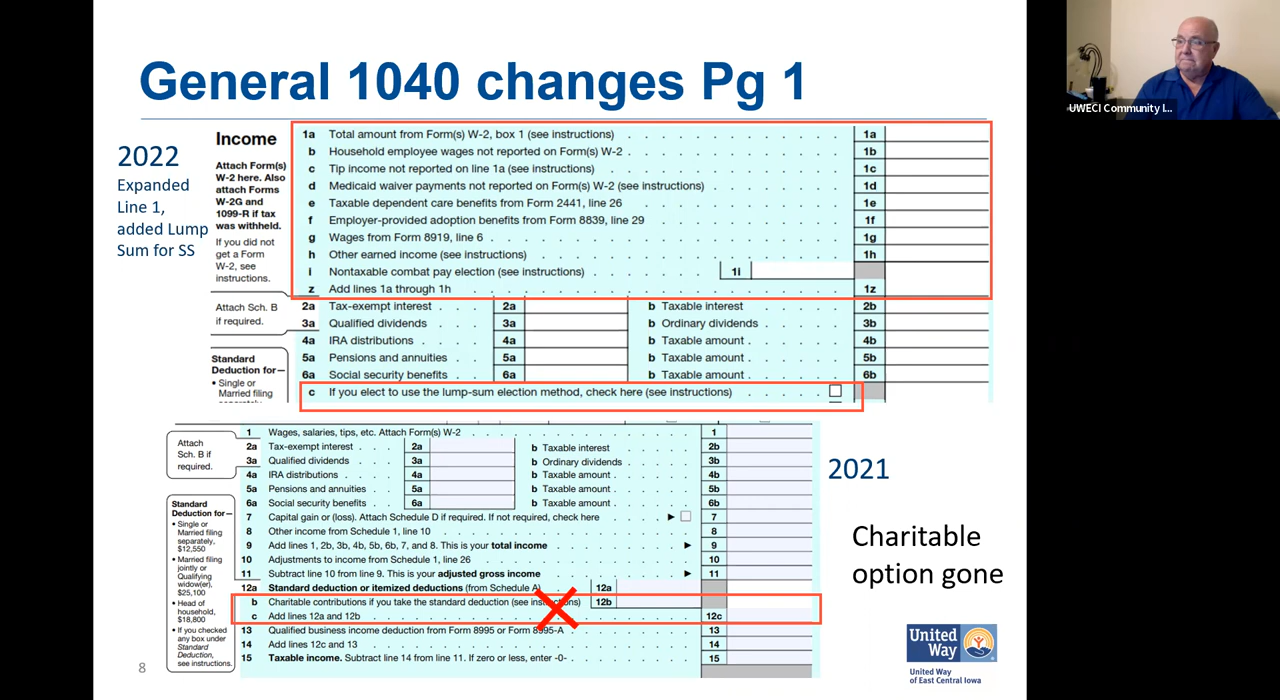 General 1040 changes Pg 1
UWECI Community I...
2022
Expanded
Line 1,
added Lump
Sum for SS
Income
Attach Form(s)
W-2 here. Also
attach Forms
W-2G and
1099-R if tax
was withheld.
If you did not
get a Form
W-2, see
instructions.
Attach Sch. B
if required.
Standard
Deduction for—
• Single or
Married filing
1a Total amount from Form(s) W-2, box 1 (see instructions) 1a
b Household employee wages not reported on Form(s) W-2 1b
c Tip income not reported on line 1a (see instructions) 1c
d Medicaid waiver payments not reported on Form(s) W-2 (see instructions) 1d
e Taxable dependent care benefits from Form 2441, line 26 1e
f Employer-provided adoption benefits from Form 8839, line 29 1f
g Wages from Form 8919, line 6 1g
h Other earned income (see instructions) 1h
i Nontaxable combat pay election (see instructions) 1i
z Add lines 1a through 1h 1z
2a Tax-exempt interest 2a b Taxable interest 2b
3a Qualified dividends 3a b Ordinary dividends 3b
4a IRA distributions 4a b Taxable amount 4b
5a Pensions and annuities 5a b Taxable amount 5b
6a Social security benefits 6a b Taxable amount 6b
c If you elect to use the lump-sum election method, check here (see instructions)
Attach
Sch. B if
required.
Standard
Deduction for—
• Single or
Married filing
separately,
$12,550
• Married filing
jointly or
Qualifying
widow(er),
$25,100
• Head of
household,
$18,800
• If you checked
any box under
Standard
Deduction,
see instructions.
1 Wages, salaries, tips, etc. Attach Form(s) W-2 1
2a Tax-exempt interest 2a b Taxable interest 2b
3a Qualified dividends 3a b Ordinary dividends 3b
4a IRA distributions 4a b Taxable amount 4b
5a Pensions and annuities 5a b Taxable amount 5b
6a Social security benefits 6a b Taxable amount 6b
7 Capital gain or (loss). Attach Schedule D if required. If not required, check here ▶ 7
8 Other income from Schedule 1, line 10 8
9 Add lines 1, 2b, 3b, 4b, 5b, 6b, 7, and 8. This is your total income ▶ 9
10 Adjustments to income from Schedule 1, line 26 10
11 Subtract line 10 from line 9. This is your adjusted gross income ▶ 11
12a Standard deduction or itemized deductions (from Schedule A) 12a
b Charitable contributions if you take the standard deduction (see instructions) 12b
c Add lines 12a and 12b 12c
13 Qualified business income deduction from Form 8995 or Form 8995-A 13
14 Add lines 12c and 13 14
15 Taxable income. Subtract line 14 from line 11. If zero or less, enter -0- 15
2021
Charitable
option gone
United
Way
United Way
of East Central Iowa
8